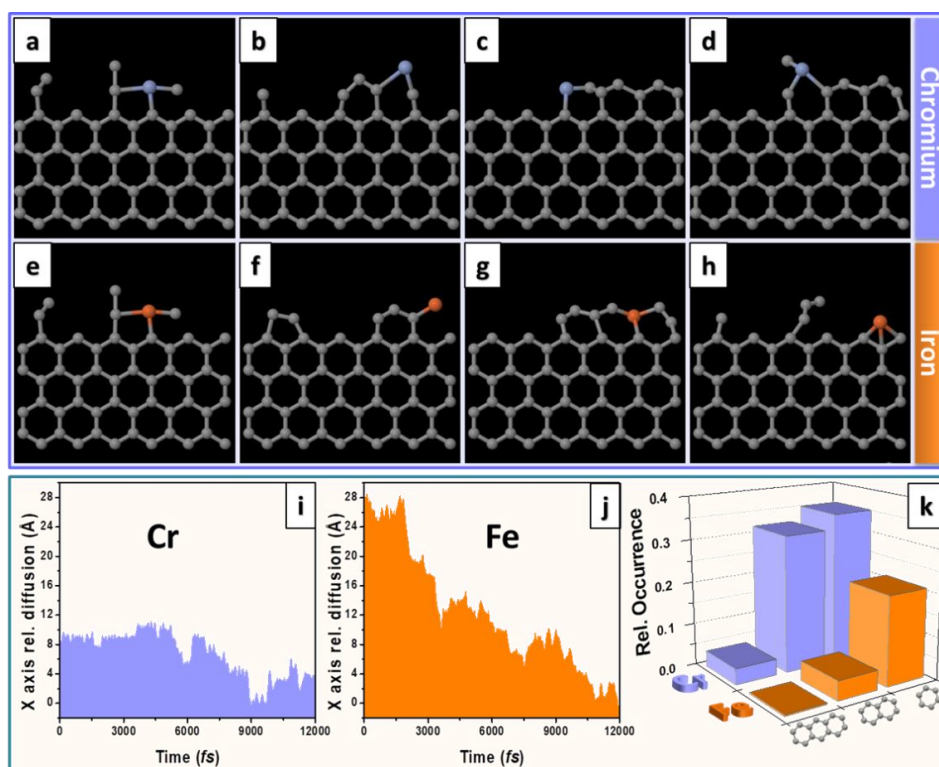 a
b
c
d
Chromium
e
f
g
h
Iron
i
j
k
X axis rel. diffusion (Å)
28
24
20
16
12
8
4
0
Cr
0
3000
6000
9000
12000
Time (fs)
X axis rel. diffusion (Å)
28
24
20
16
12
8
4
0
Fe
0
3000
6000
9000
12000
Time (fs)
Rel. Occurrence
0.4
0.3
0.2
0.1
0.0
Cr
Fe